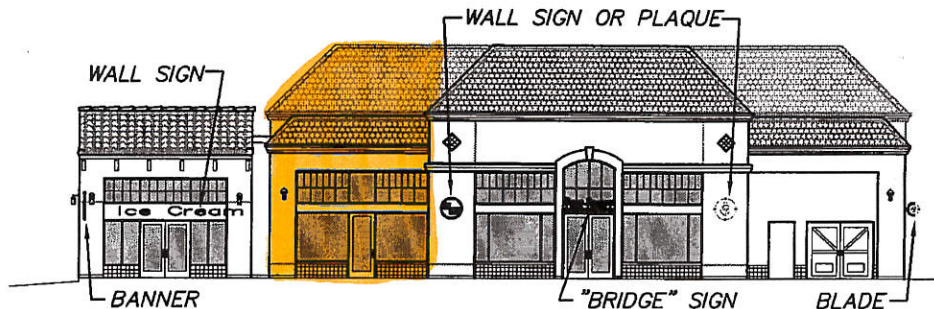 WALL SIGN OR PLAQUE
WALL SIGN
Ice Cream
BANNER
"BRIDGE" SIGN
BLADE